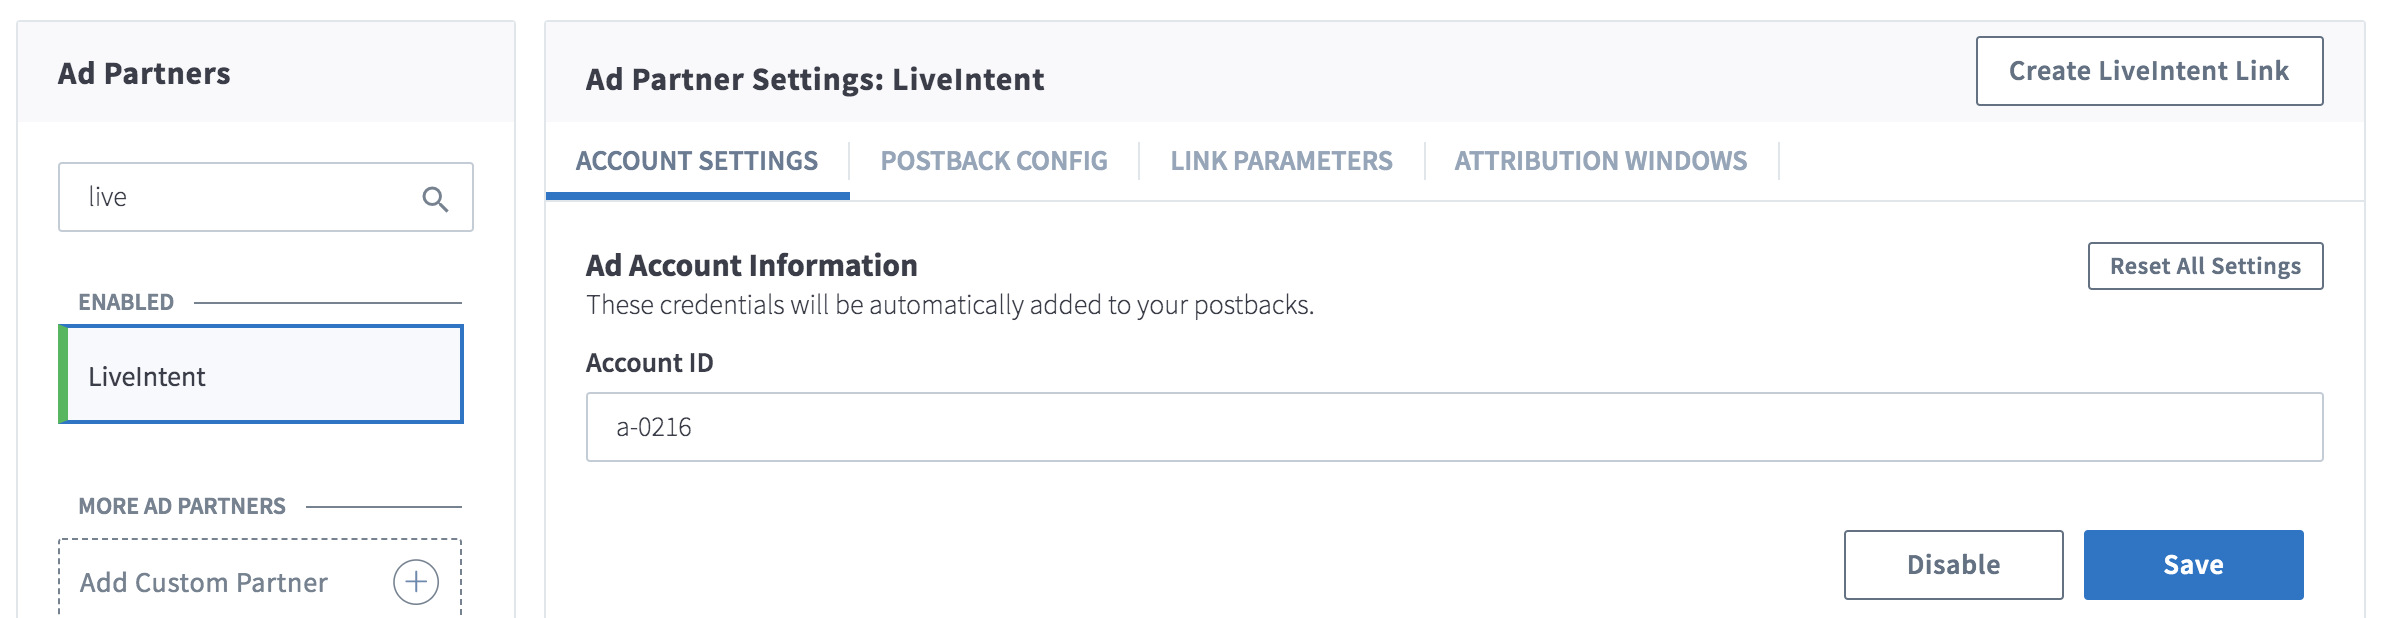 Ad Partners
live
ENABLED
LiveIntent
MORE AD PARTNERS
Add Custom Partner
Ad Partner Settings: LiveIntent
Create LiveIntent Link
ACCOUNT SETTINGS
POSTBACK CONFIG
LINK PARAMETERS
ATTRIBUTION WINDOWS
Ad Account Information
Reset All Settings
These credentials will be automatically added to your postbacks.
Account ID
a-0216
Disable
Save